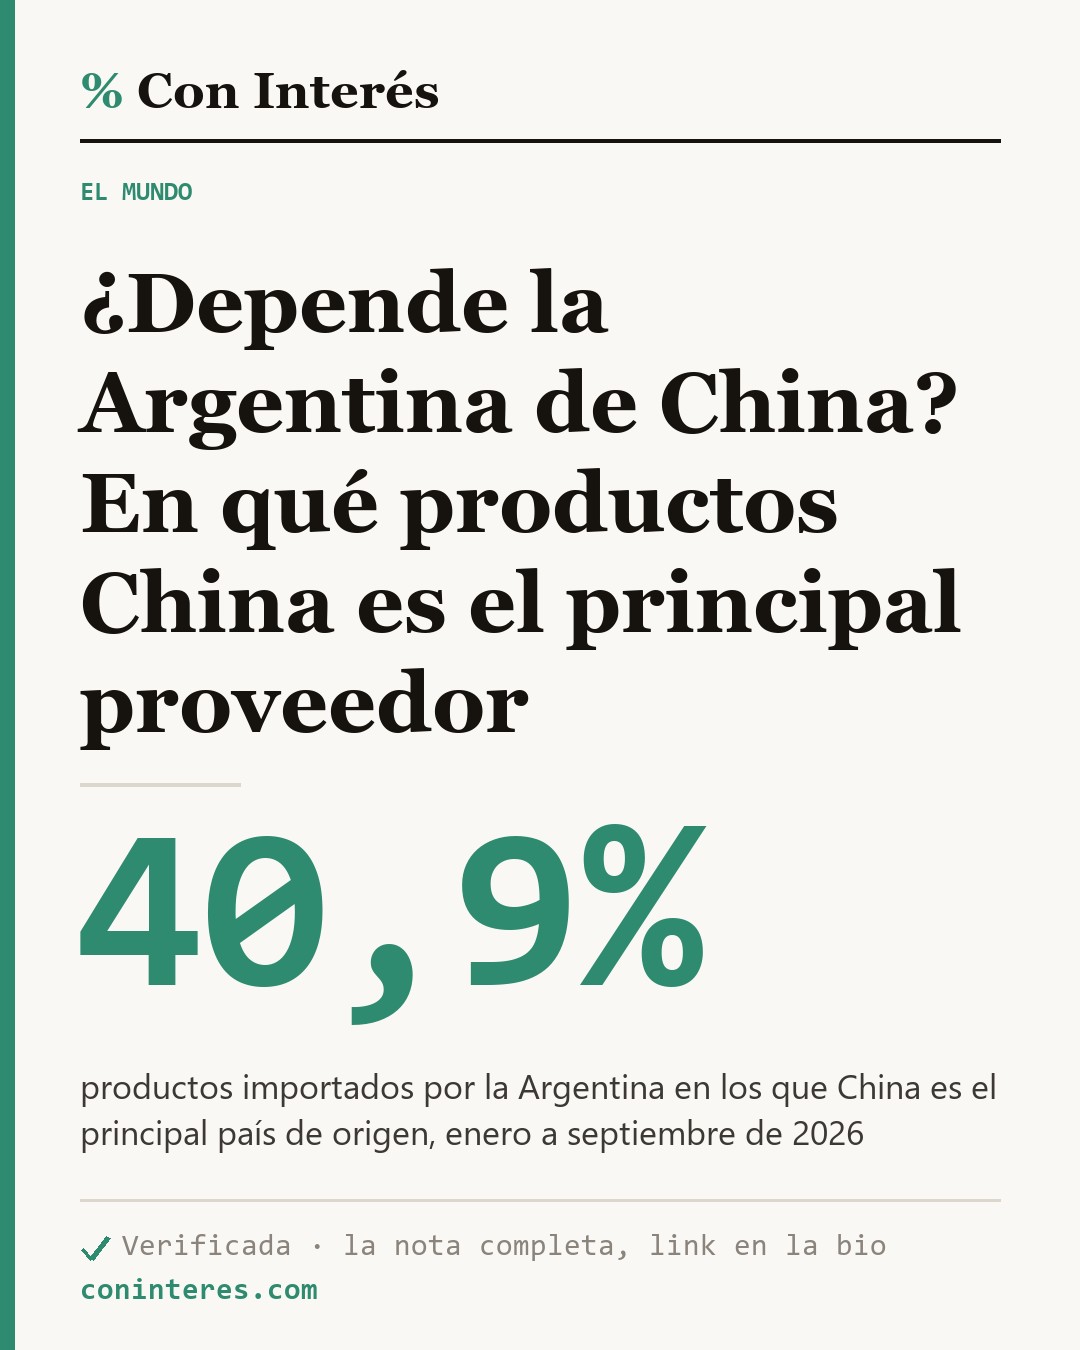 % Con Interés
EL MUNDO
¿Depende la
Argentina de China?
En qué productos
China es el principal
proveedor
40,9%
productos importados por la Argentina en los que China es el
principal país de origen, enero a septiembre de 2026
Verificada · la nota completa, link en la bio
coninteres.com